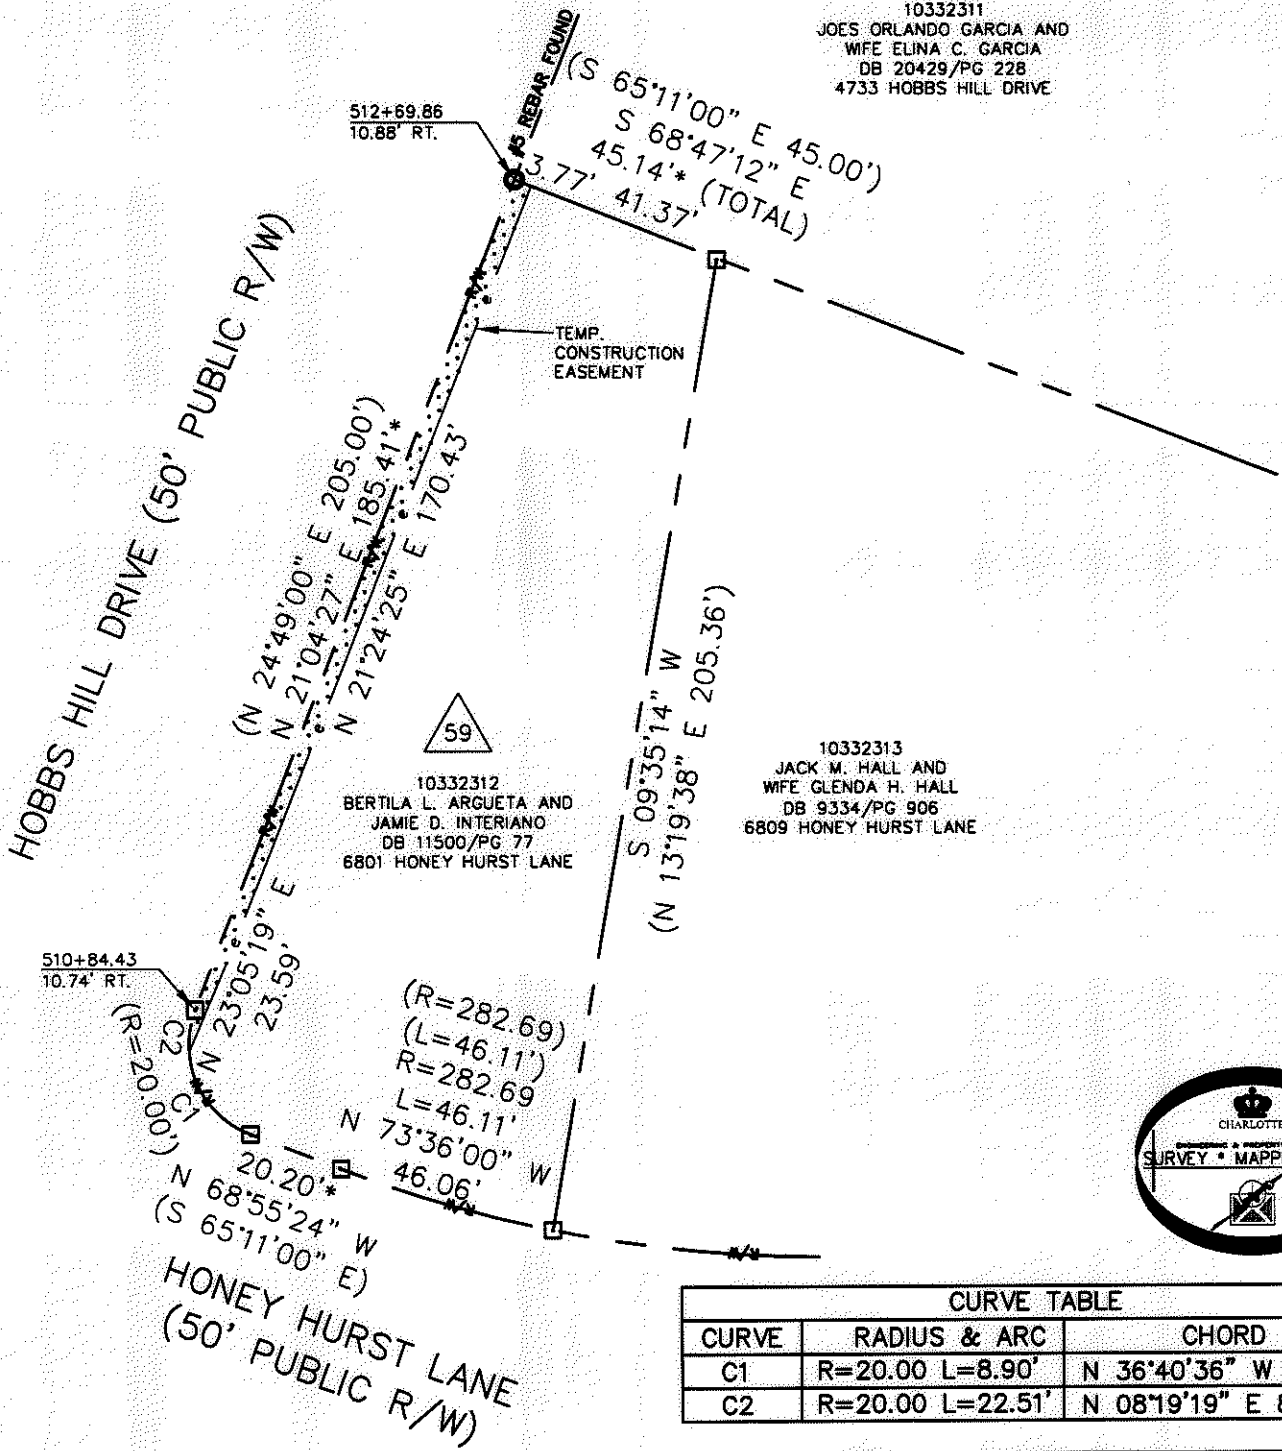 10332311
JOES ORLANDO GARCIA AND
WIFE ELINA C. GARCIA
DB 20429/PG 228
4733 HOBBS HILL DRIVE
#5 REBAR FOUND
512+69.86
10.88' RT.
(S 65°11'00" E 45.00')
S 68°47'12" E
45.14'* (TOTAL)
3.77' 41.37'
HOBBS HILL DRIVE (50' PUBLIC R/W)
R/W
TEMP.
CONSTRUCTION
EASEMENT
(N 24°49'00" E 205.00')
N 21°04'27" E 185.41'*
N 21°24'25" E 170.43'
R/W
59
10332312
BERTILA L. ARGUETA AND
JAMIE D. INTERIANO
DB 11500/PG 77
6801 HONEY HURST LANE
S 09°35'14" W
(N 13°19'38" E 205.36')
10332313
JACK M. HALL AND
WIFE GLENDA H. HALL
DB 9334/PG 906
6809 HONEY HURST LANE
R/W
510+84.43
10.74' RT.
N 23°05'19" E
23.59'
C2
C1
(R=20.00')
R/W
(R=282.69)
(L=46.11')
R=282.69
L=46.11'
N 73°36'00" W
46.06'
R/W
20.20'*
N 68°55'24" W
(S 65°11'00" E)
HONEY HURST LANE
(50' PUBLIC R/W)
R/W
CHARLOTTE
SURVEY * MAPP
CURVE TABLE
CURVE RADIUS & ARC CHORD
C1 R=20.00 L=8.90' N 36°40'36" W
C2 R=20.00 L=22.51' N 08°19'19" E